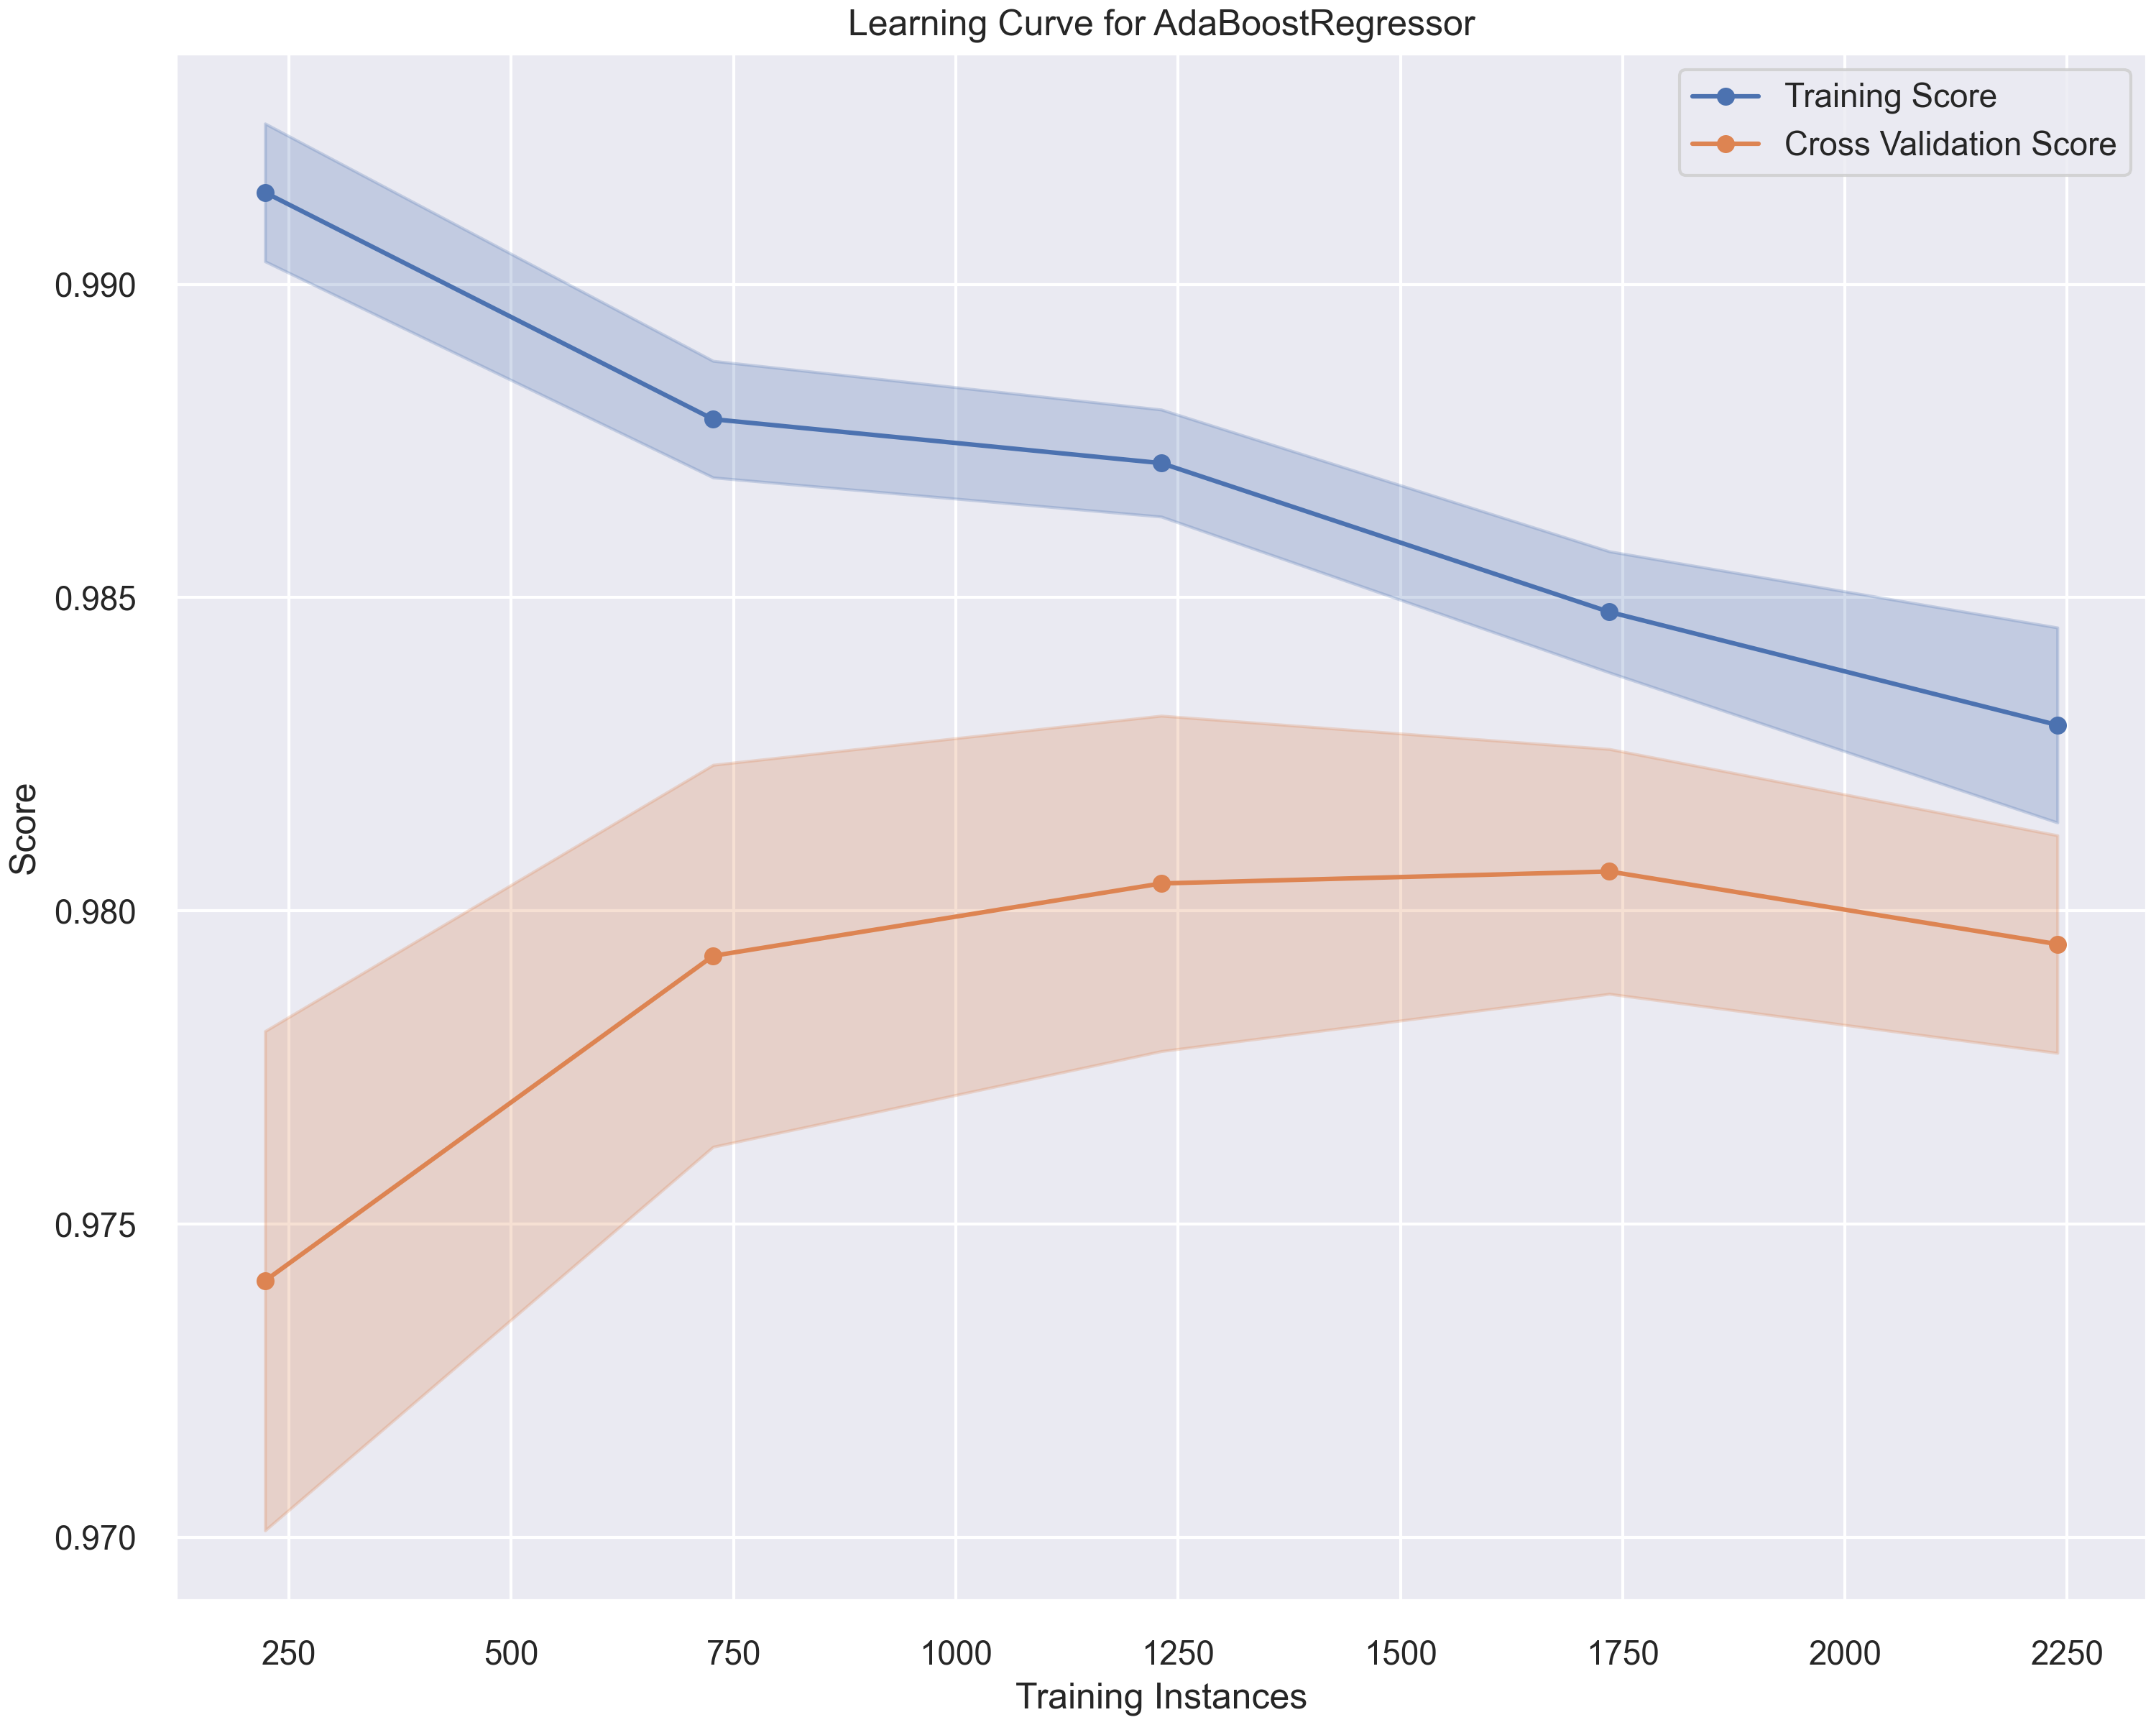 Learning Curve for AdaBoostRegressor
Training Score
Cross Validation Score
0.990
0.985
0.980
0.975
0.970
Score
250 500 750 1000 1250 1500 1750 2000 2250
Training Instances